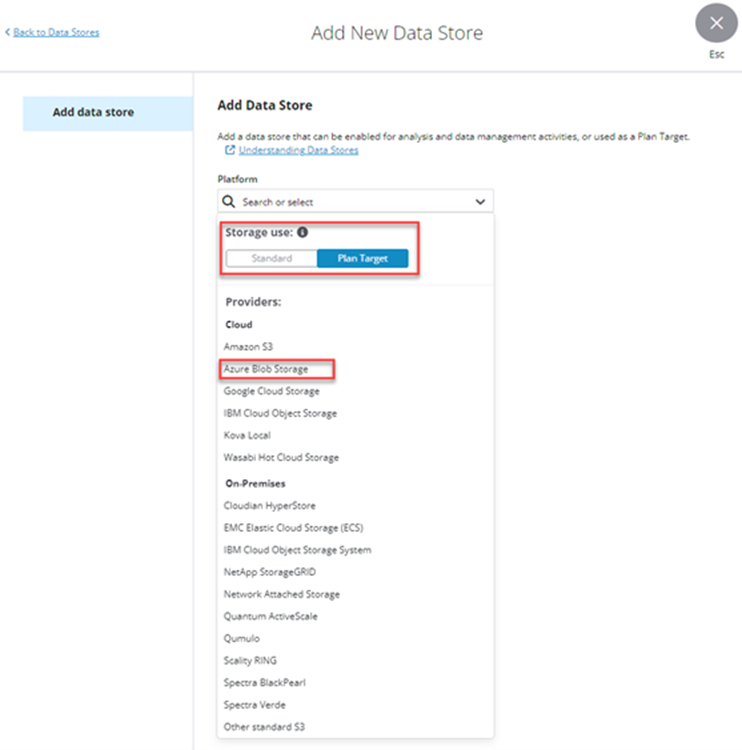 Back to Data Stores
Add New Data Store
Esc
Add data store
Add Data Store
Add a data store that can be enabled for analysis and data management activities, or used as a Plan Target.
Understanding Data Stores
Platform
Search or select
Storage use:
Standard Plan Target
Providers:
Cloud
Amazon S3
Azure Blob Storage
Google Cloud Storage
IBM Cloud Object Storage
Kova Local
Wasabi Hot Cloud Storage
On-Premises
Cloudian HyperStore
EMC Elastic Cloud Storage (ECS)
IBM Cloud Object Storage System
NetApp StorageGRID
Network Attached Storage
Quantum ActiveScale
Qumulo
Scality RING
Spectra BlackPearl
Spectra Verde
Other standard S3